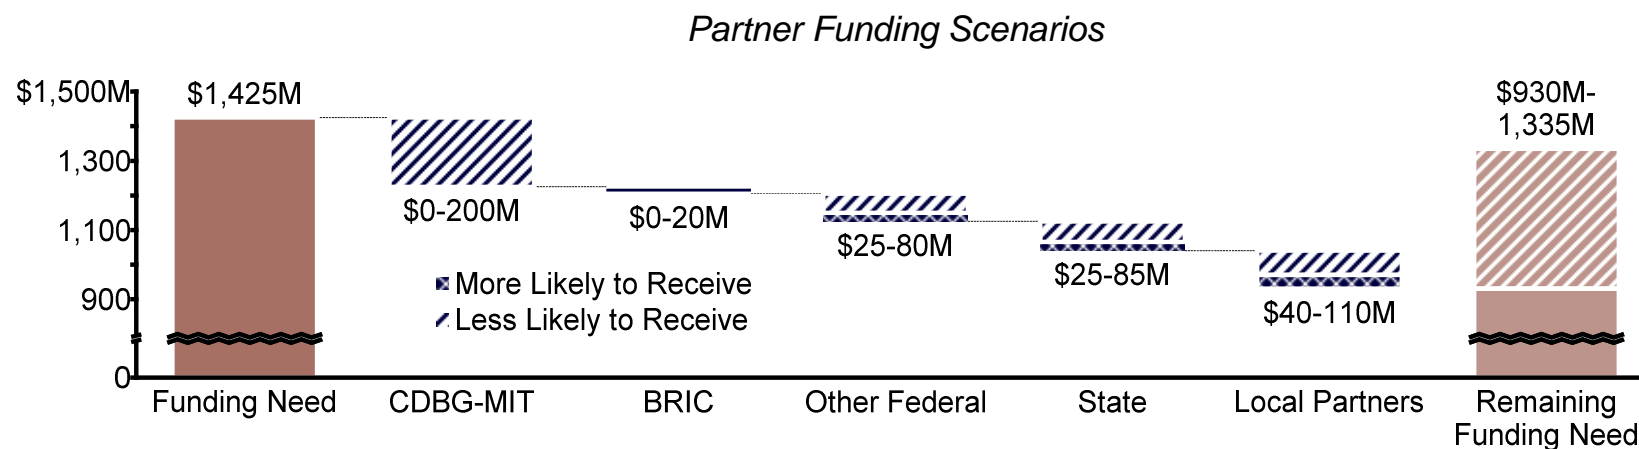 Partner Funding Scenarios
$1,500M
1,300
1,100
900
0
$1,425M
$0-200M
$0-20M
$25-80M
$25-85M
$40-110M
$930M-
1,335M
More Likely to Receive
Less Likely to Receive
Funding Need
CDBG-MIT
BRIC
Other Federal
State
Local Partners
Remaining
Funding Need